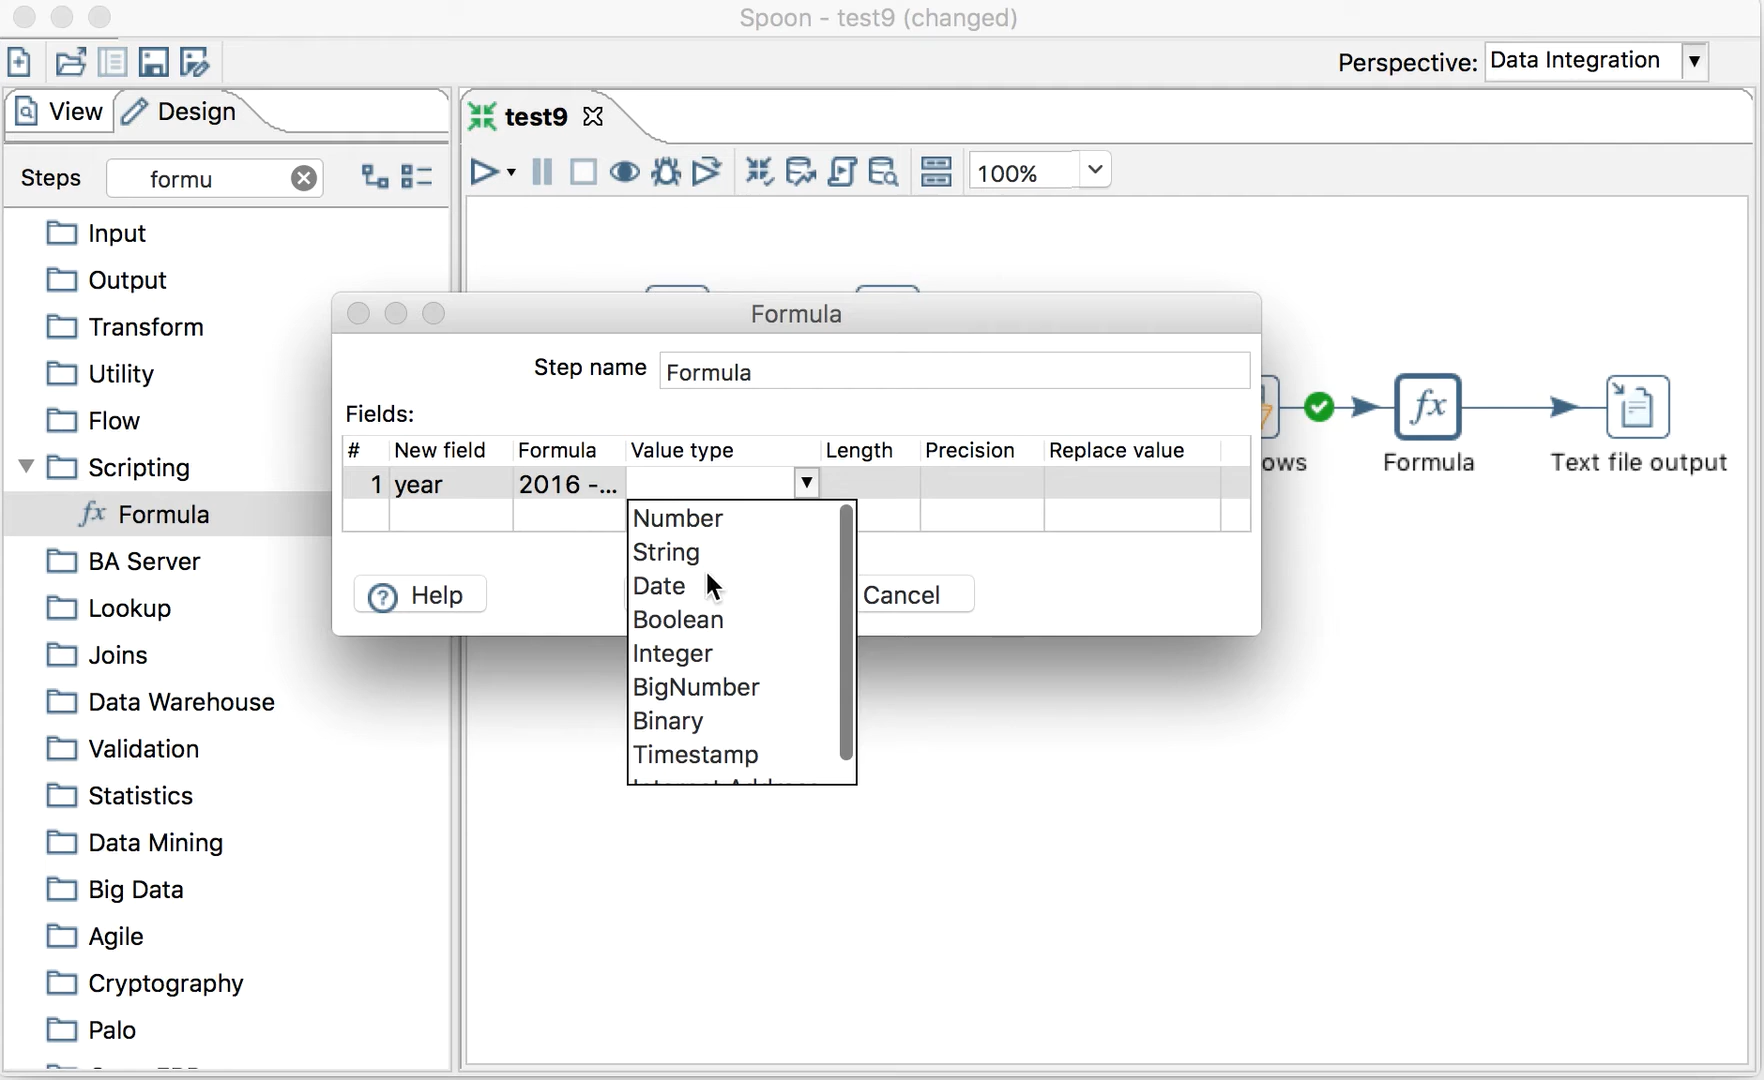 Spoon - test9 (changed)
Perspective: Data Integration
View
Design
test9
Steps
formu
100%
Input
Output
Transform
Utility
Flow
Scripting
Formula
BA Server
Lookup
Joins
Data Warehouse
Validation
Statistics
Data Mining
Big Data
Agile
Cryptography
Palo
Formula
Step name Formula
Fields:
# New field Formula Value type Length Precision Replace value
1 year 2016 -...
Number
String
Date
Boolean
Integer
BigNumber
Binary
Timestamp
Help
Cancel
ows
Formula
Text file output